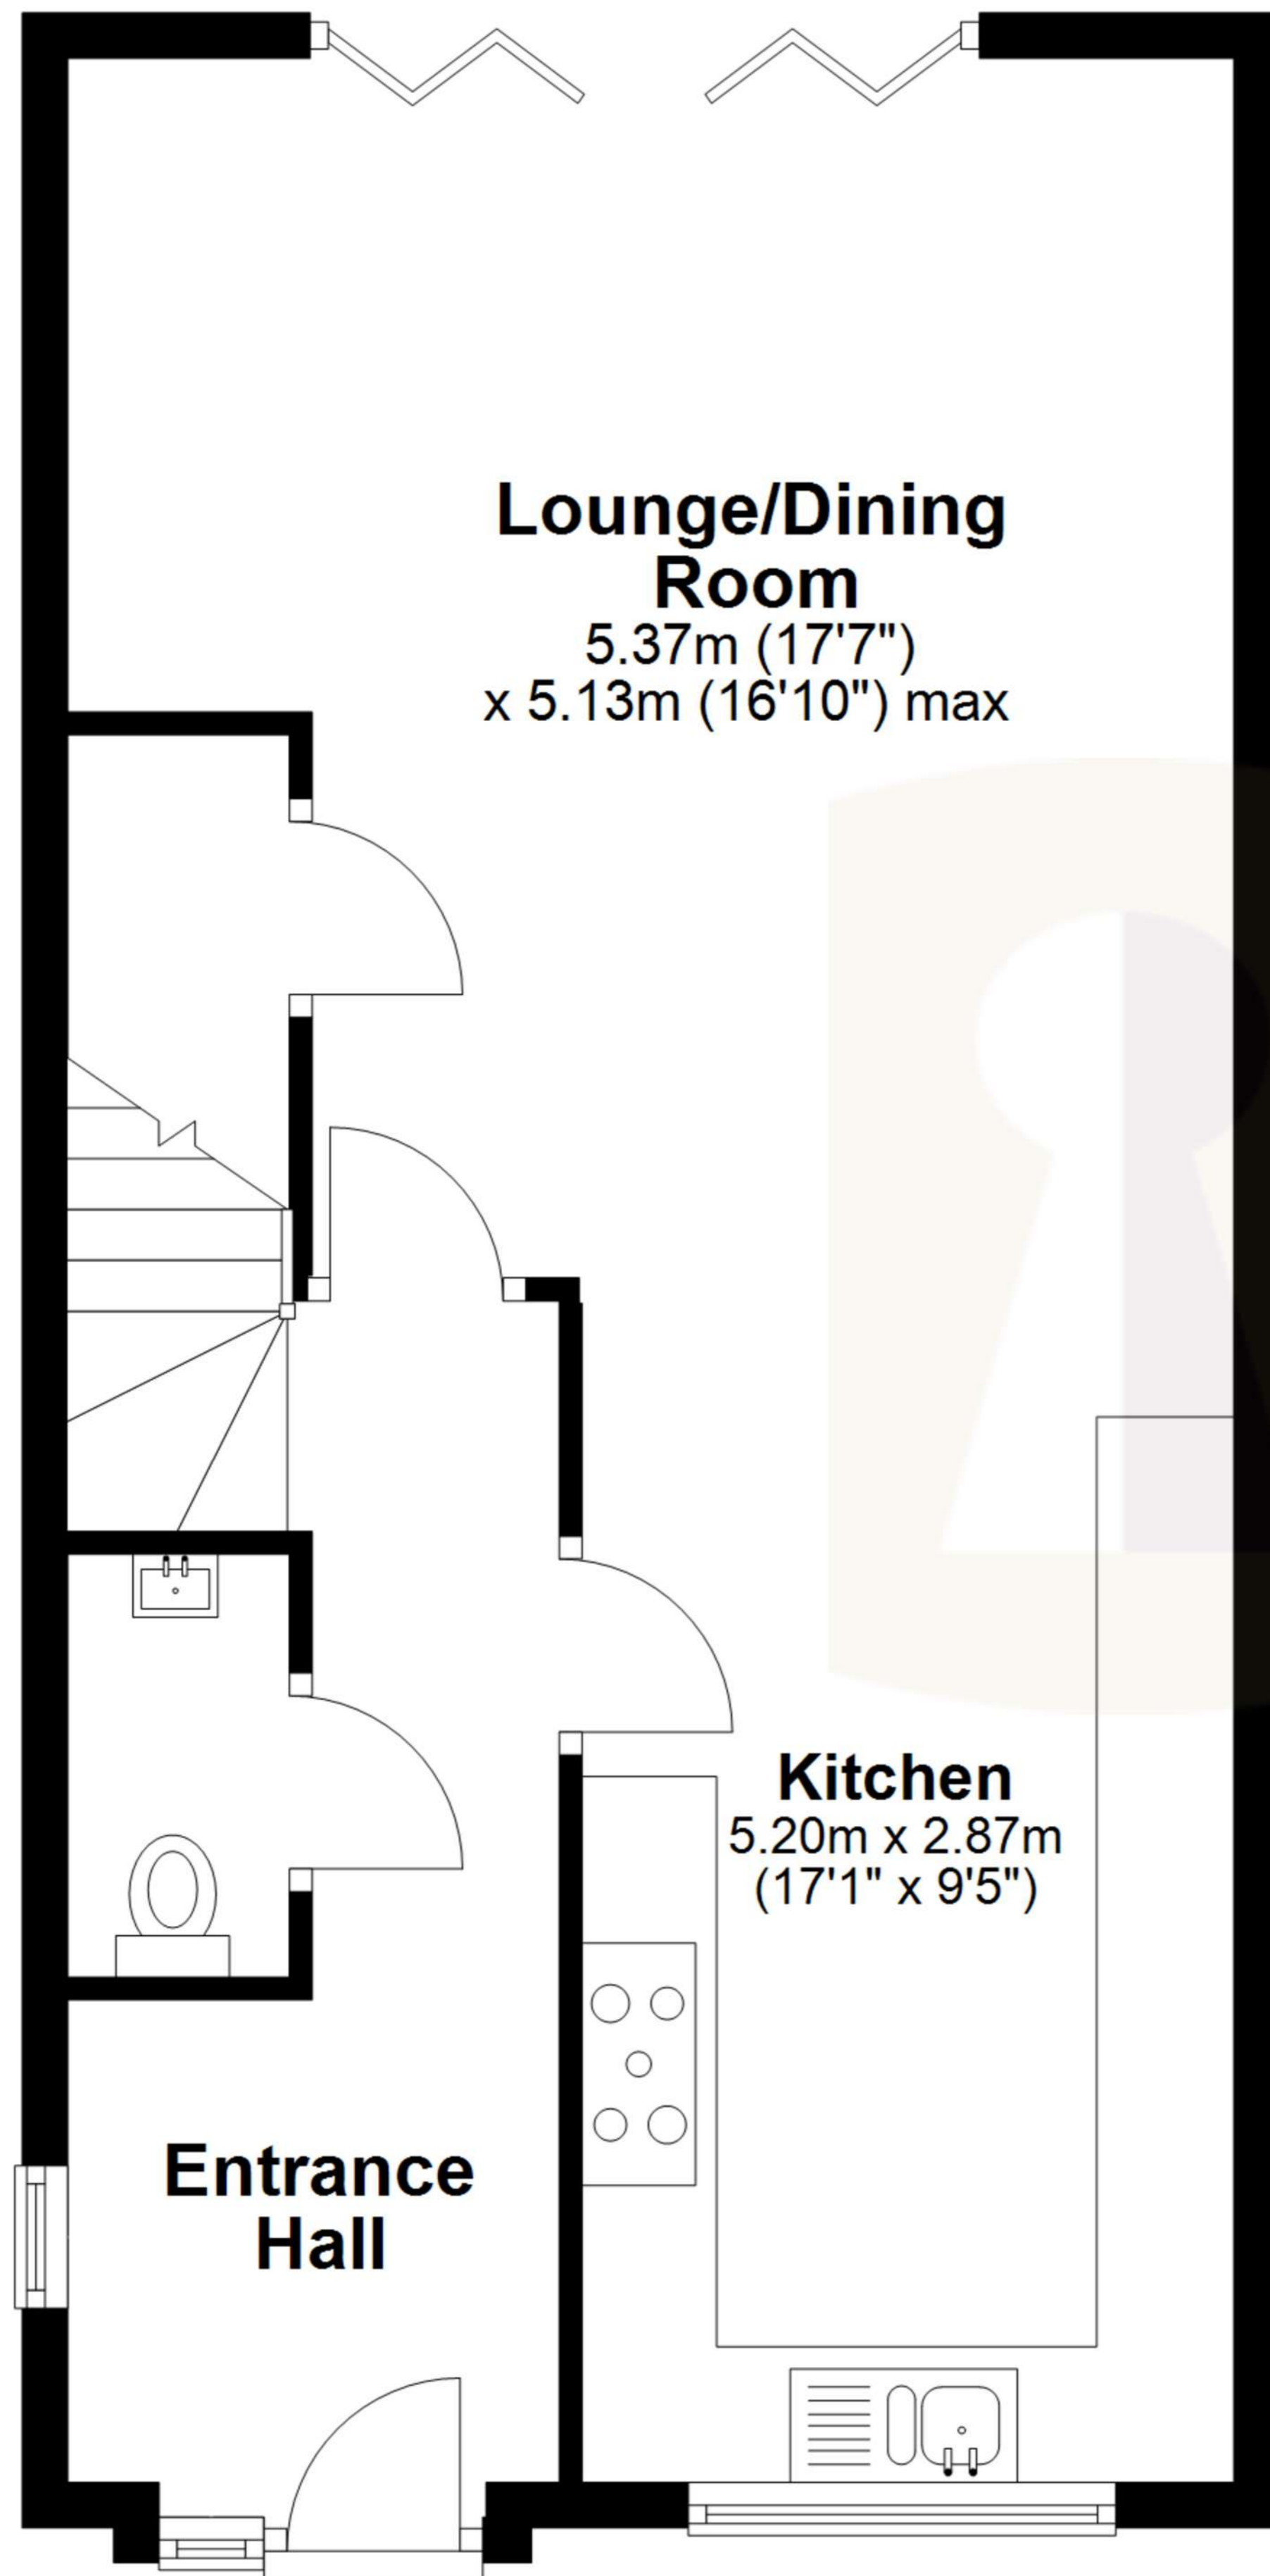 Lounge/Dining
Room
5.37m (17'7")
x 5.13m (16'10") max
Kitchen
5.20m x 2.87m
(17'1" x 9'5")
Entrance
Hall